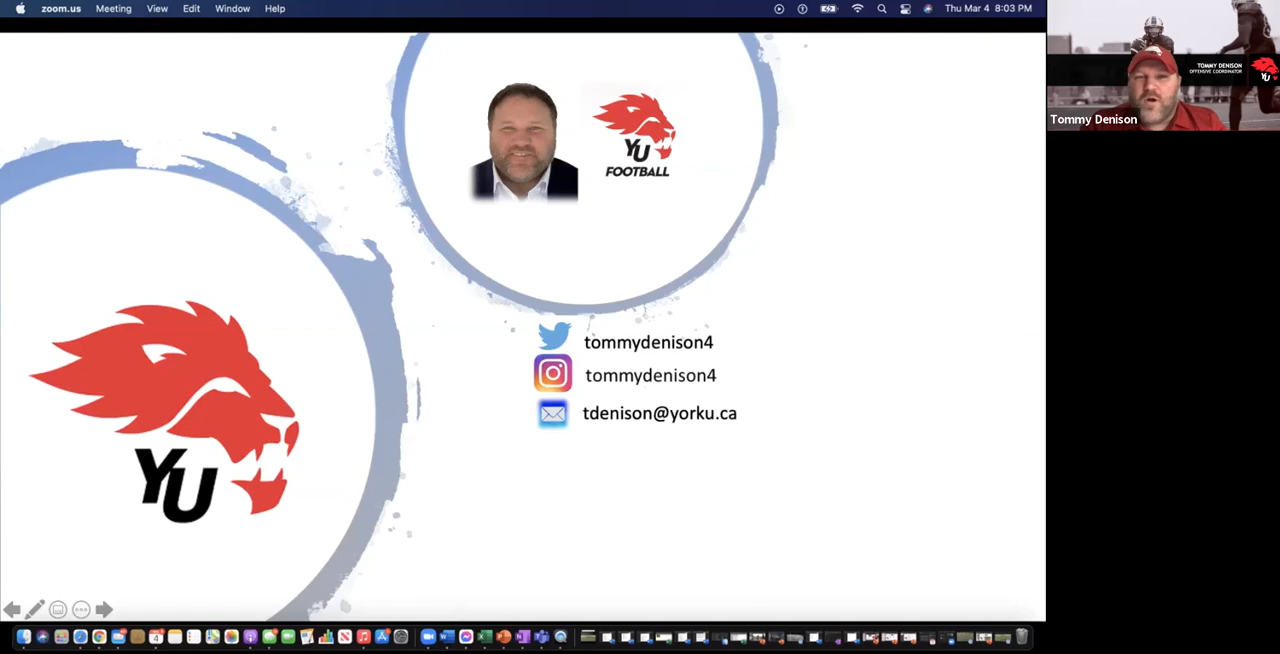 zoom.us Meeting View Edit Window Help Thu Mar 4 8:03 PM
TOMMY DENISON
OFFENSIVE COORDINATOR
YU
Tommy Denison
YU
FOOTBALL
tommydenison4
tommydenison4
tdenison@yorku.ca
YU